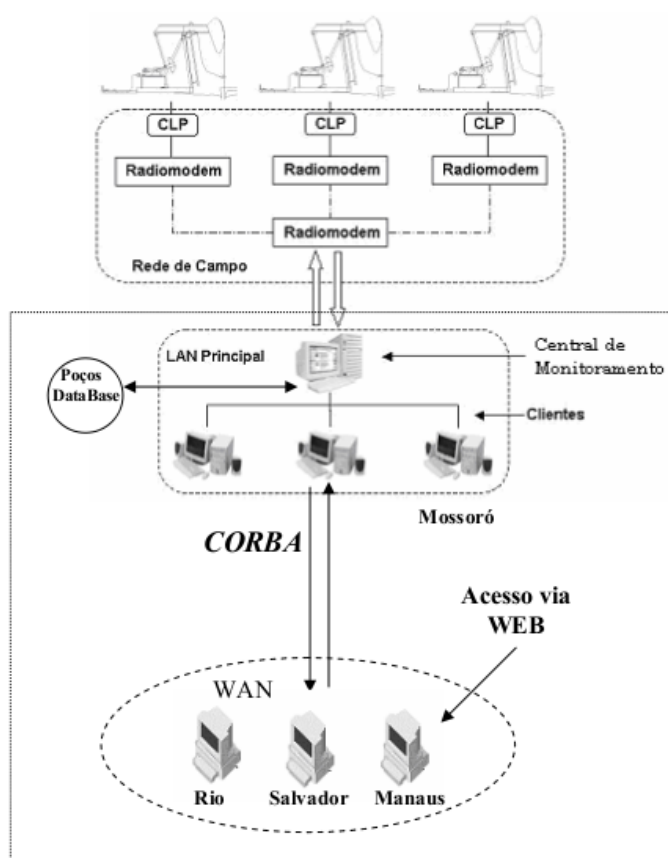 CLP
CLP
CLP
Radiomodem
Radiomodem
Radiomodem
Radiomodem
Rede de Campo
LAN Principal
Central de
Monitoramento
Poços
DataBase
Clientes
Mossoró
CORBA
Acesso via
WEB
WAN
Rio
Salvador
Manaus